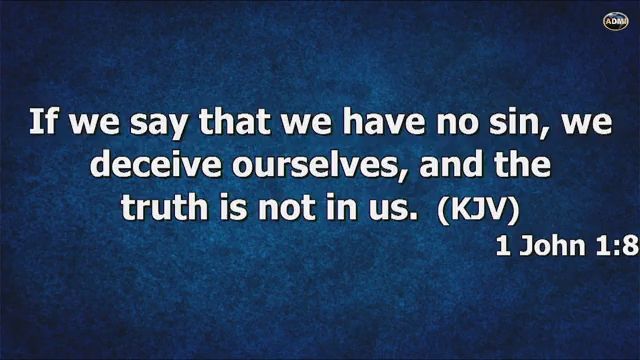 ADMI
If we say that we have no sin, we
deceive ourselves, and the
truth is not in us. (KJV)
1 John 1:8